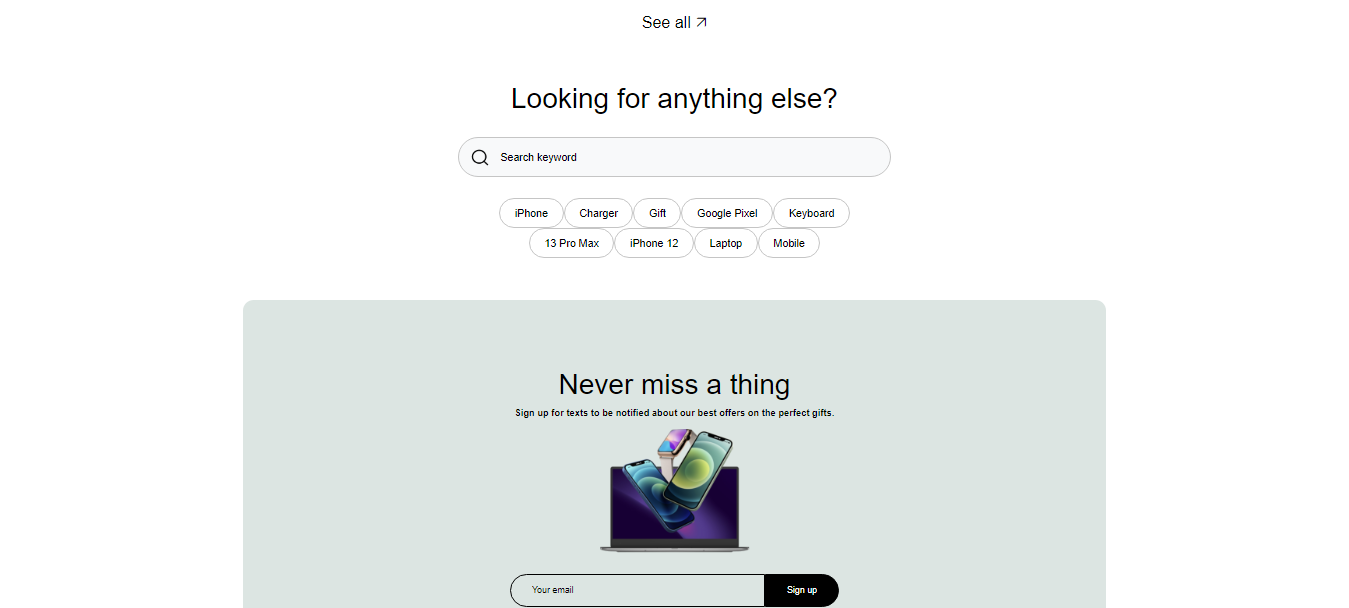 See all
Looking for anything else?
Search keyword
iPhone Charger Gift Google Pixel Keyboard
13 Pro Max iPhone 12 Laptop Mobile
Never miss a thing
Sign up for texts to be notified about our best offers on the perfect gifts.
Your email Sign up